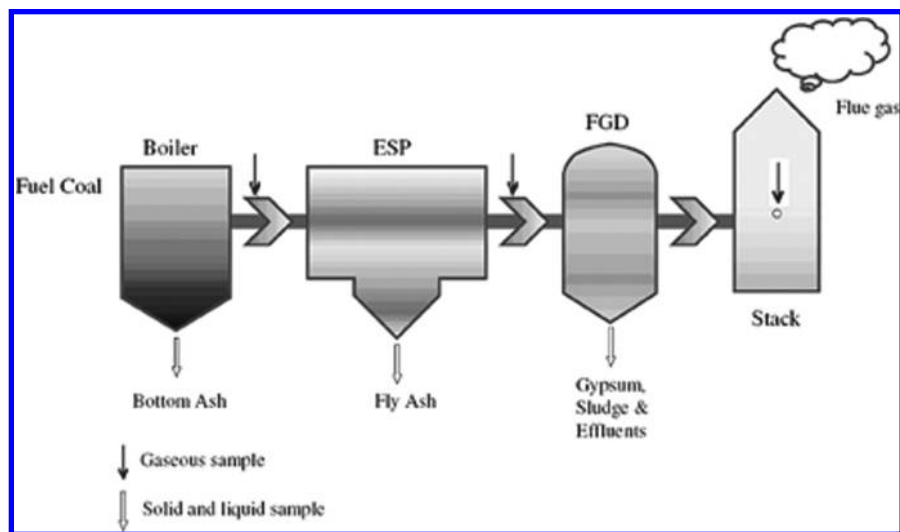 Flue gas
FGD
Boiler
ESP
Fuel Coal
Stack
Bottom Ash
Fly Ash
Gypsum,
Sludge &
Effluents
Gaseous sample
Solid and liquid sample